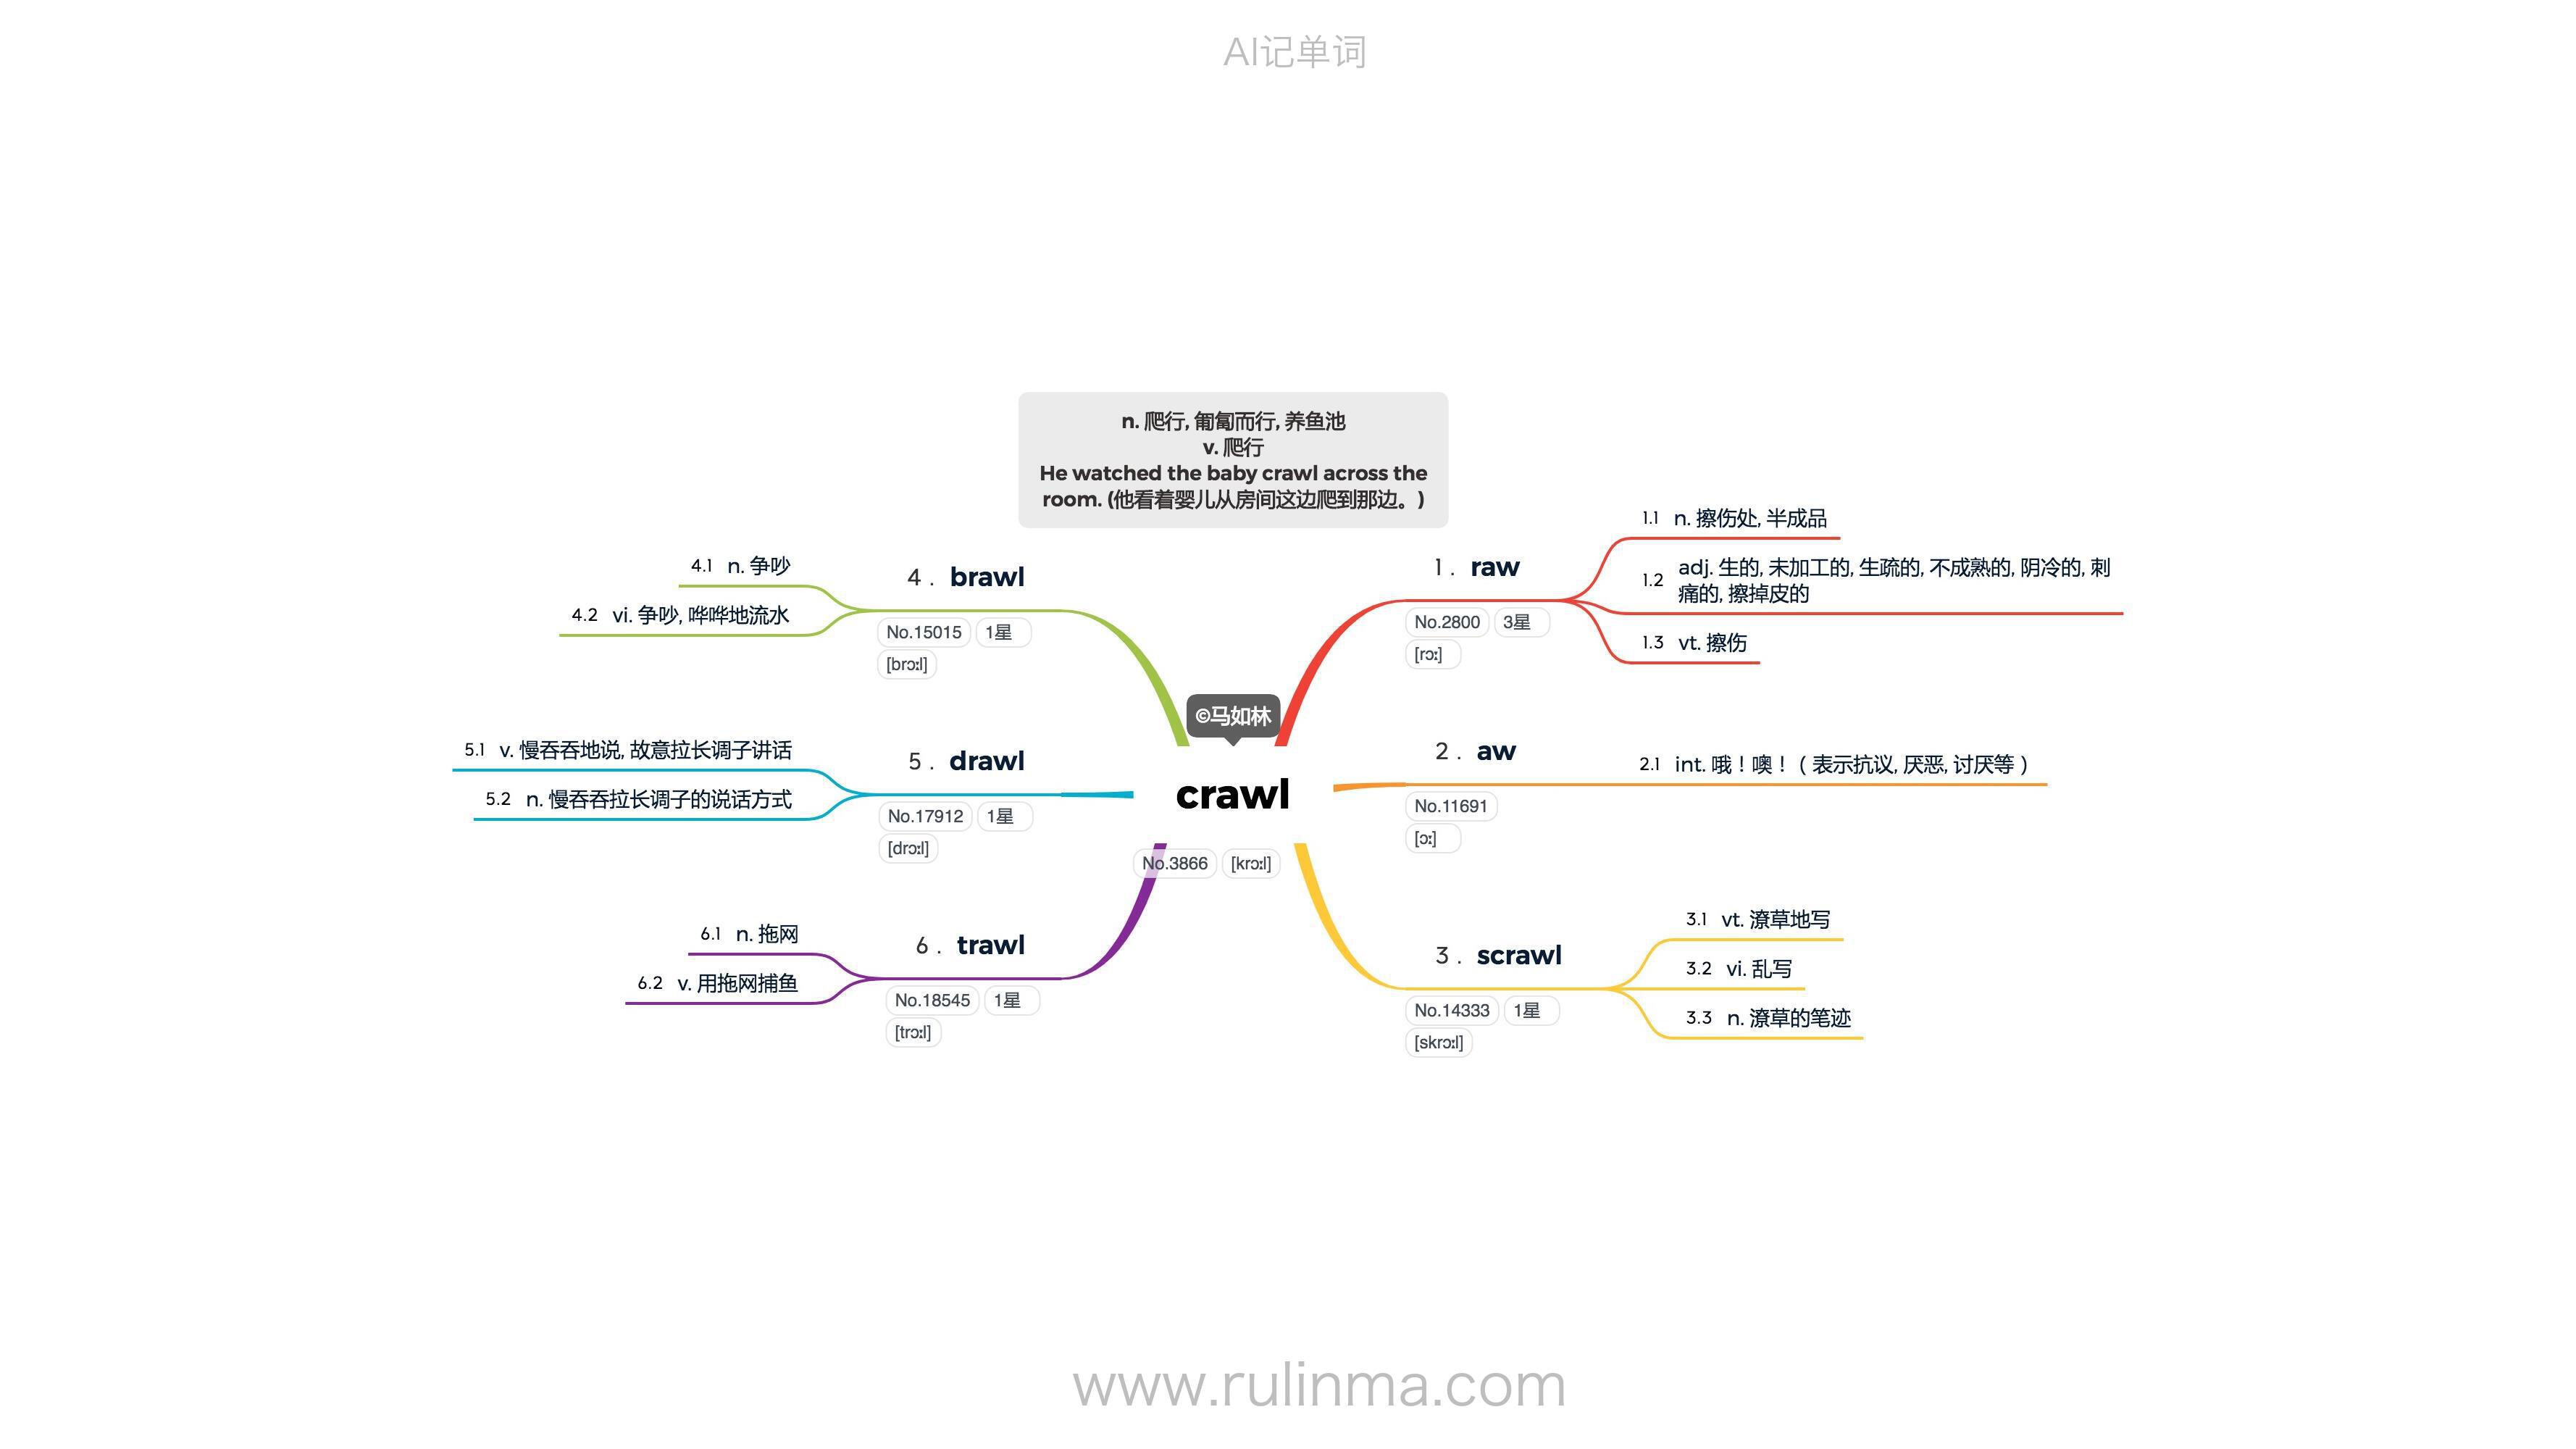 AI记单词
n. 爬行, 匍匐而行, 养鱼池
v. 爬行
He watched the baby crawl across the
room. (他看着婴儿从房间这边爬到那边。)
©马如林
crawl
No.3866 [krɔːl]
1 . raw
No.2800 3星
[rɔː]
1.1 n. 擦伤处, 半成品
1.2 adj. 生的, 未加工的, 生疏的, 不成熟的, 阴冷的, 刺
痛的, 擦掉皮的
1.3 vt. 擦伤
2 . aw
No.11691
[ɔː]
2.1 int. 哦！噢！（表示抗议, 厌恶, 讨厌等）
3 . scrawl
No.14333 1星
[skrɔːl]
3.1 vt. 潦草地写
3.2 vi. 乱写
3.3 n. 潦草的笔迹
4 . brawl
No.15015 1星
[brɔːl]
4.1 n. 争吵
4.2 vi. 争吵, 哗哗地流水
5 . drawl
No.17912 1星
[drɔːl]
5.1 v. 慢吞吞地说, 故意拉长调子讲话
5.2 n. 慢吞吞拉长调子的说话方式
6 . trawl
No.18545 1星
[trɔːl]
6.1 n. 拖网
6.2 v. 用拖网捕鱼
www.rulinma.com